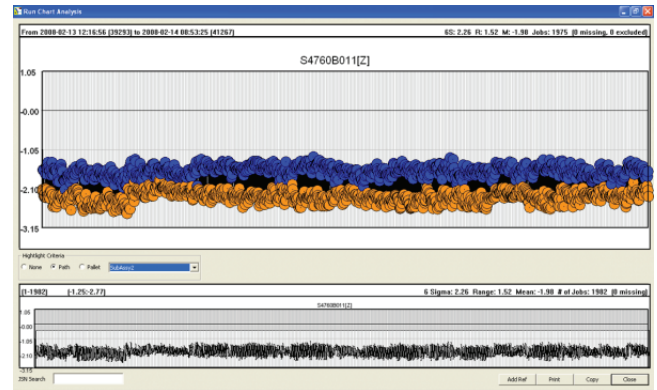 Run Chart Analysis
From 2008-02-13 12:16:56 (39293) to 2008-02-14 08:53:25 (41267)
6S: 2.26 R: 1.52 M: -1.98 Jobs: 1975 (0 missing, 0 excluded)
S4760B011[Z]
1.05
-0.00
-1.05
-2.10
-3.15
Highlight Criteria
None Path Pallet SubAssy2
(1-1982) (-1.25;-2.77)
6 Sigma: 2.26 Range: 1.52 Mean: -1.98 # of Jobs: 1982 (0 missing)
S4760B011[Z]
1.05
-0.00
-1.05
-2.10
-3.15
JSN Search
Add Ref Print Copy Close